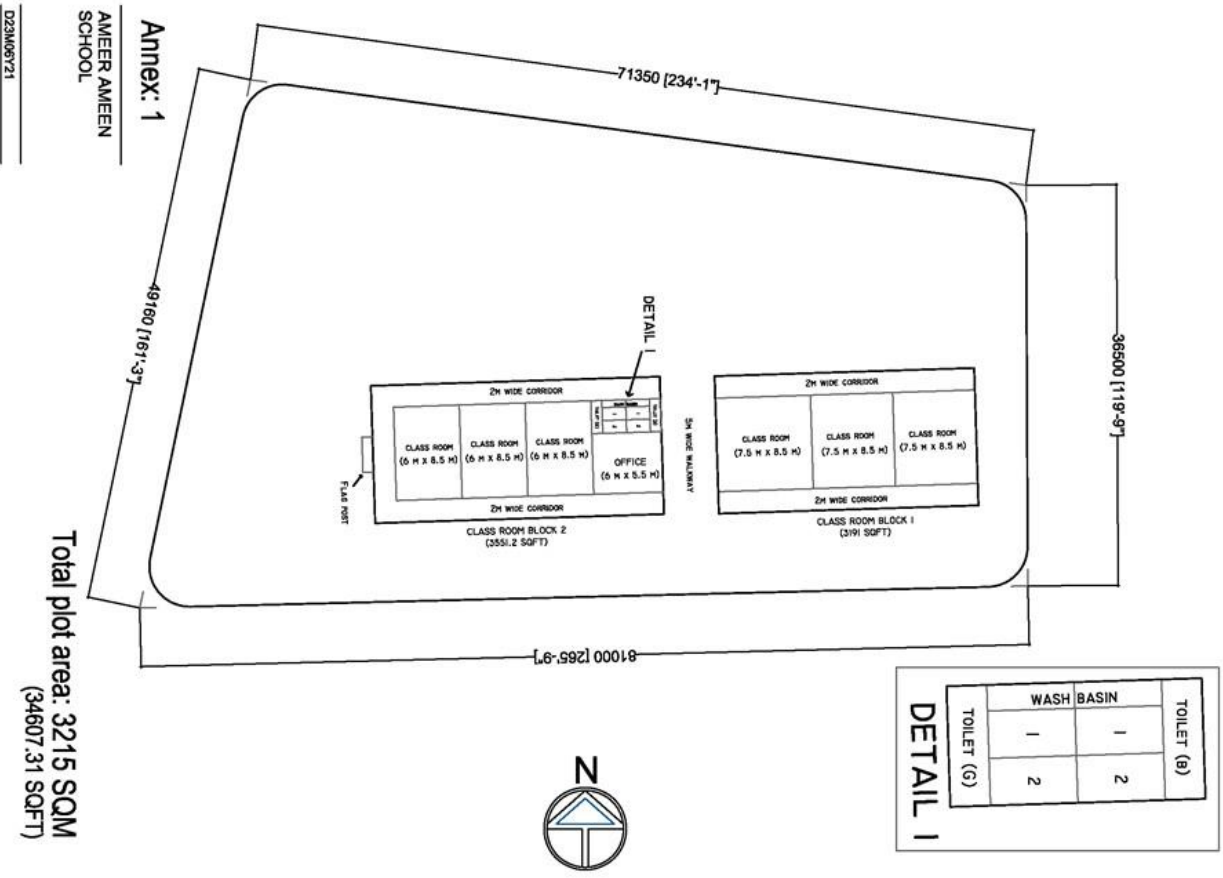 Annex: 1
AMEER AMEEN
SCHOOL
D23M06Y21
71350 [234'-1"]
36500 [119'-9"]
49160 [161'-3"]
81000 [265'-9"]
DETAIL 1
2M WIDE CORRIDOR
CLASS ROOM
(6 M X 8.5 M)
CLASS ROOM
(6 M X 8.5 M)
CLASS ROOM
(6 M X 8.5 M)
OFFICE
(6 M X 5.5 M)
2M WIDE CORRIDOR
CLASS ROOM BLOCK 2
(3551.2 SQFT)
FLAG POST
5M WIDE WALKWAY
2M WIDE CORRIDOR
CLASS ROOM
(7.5 M X 8.5 M)
CLASS ROOM
(7.5 M X 8.5 M)
CLASS ROOM
(7.5 M X 8.5 M)
2M WIDE CORRIDOR
CLASS ROOM BLOCK 1
(3191 SQFT)
TOILET (G)
WASH BASIN
1
1
2
2
TOILET (B)
DETAIL 1
N
Total plot area: 3215 SQM
(34607.31 SQFT)